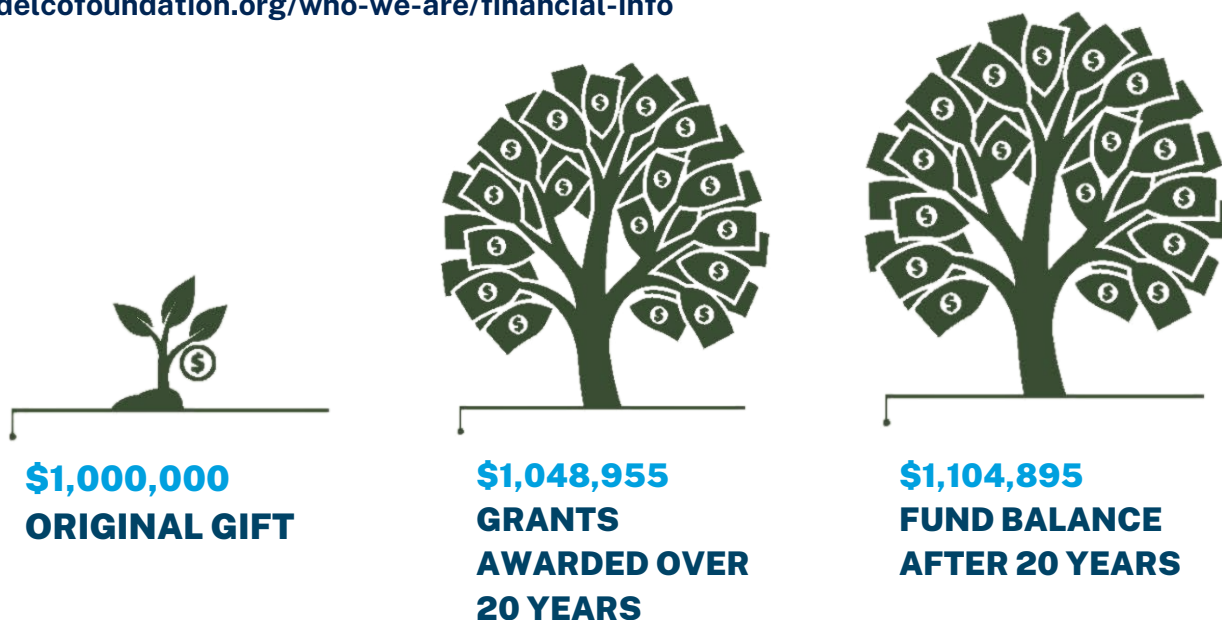 delcofoundation.org/who-we-are/financial-info
$1,000,000
ORIGINAL GIFT
$1,048,955
GRANTS
AWARDED OVER
20 YEARS
$1,104,895
FUND BALANCE
AFTER 20 YEARS